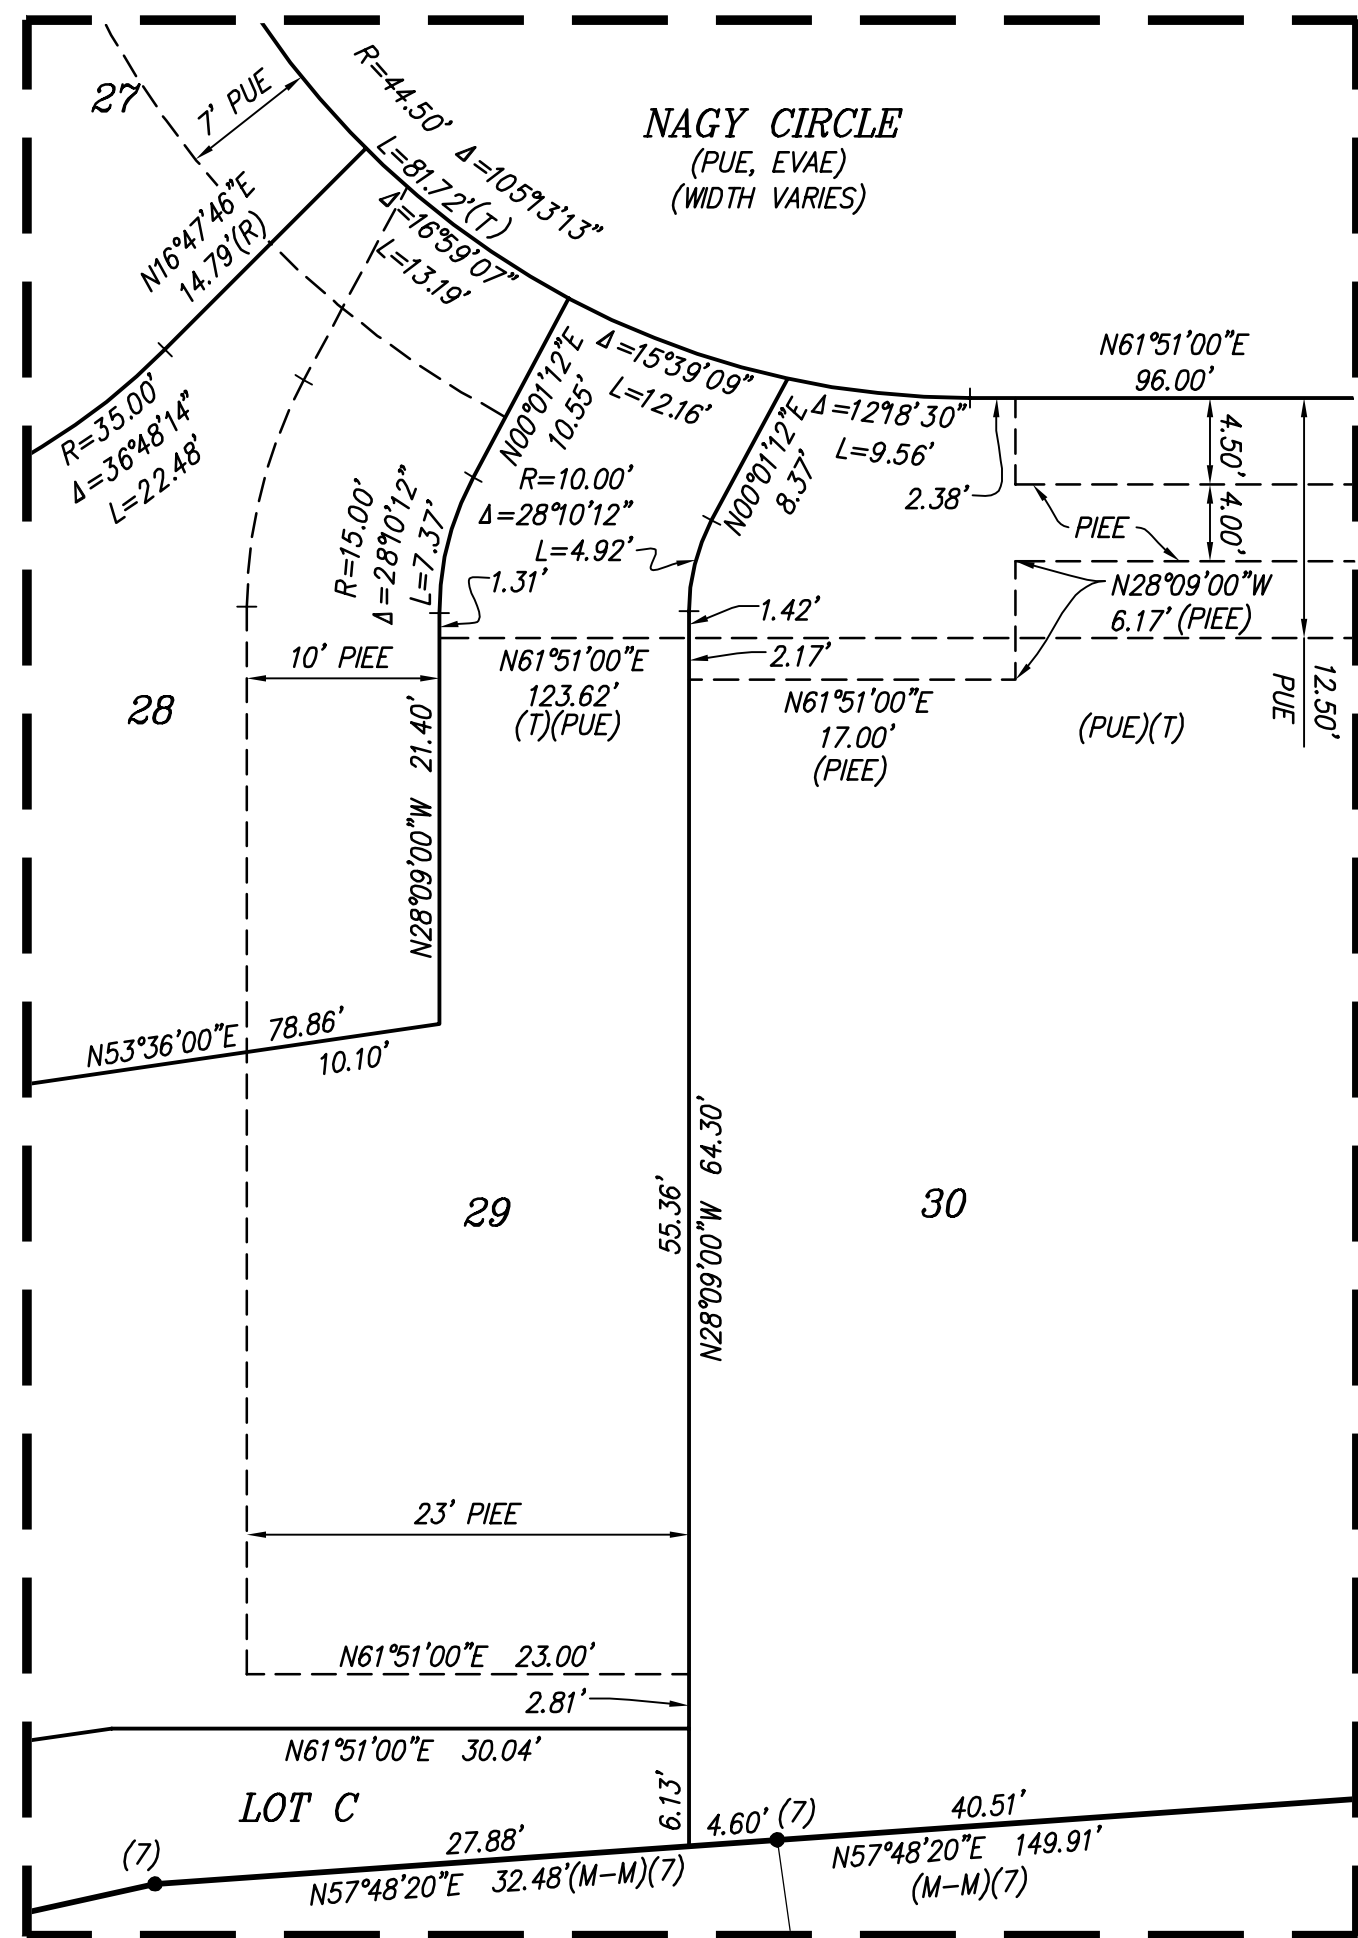 27
7' PUE
R=44.50' Δ=105°13'13"
L=81.72'(T)
NAGY CIRCLE
(PUE, EVAE)
(WIDTH VARIES)
N16°47'46"E
14.79'(R)
Δ=16°59'07"
L=13.19'
R=35.00'
Δ=36°48'14"
L=22.48'
N00°01'12"E
10.55'
Δ=15°39'09"
L=12.16'
N00°01'12"E
8.37'
Δ=12°18'30"
L=9.56'
N61°51'00"E
96.00'
4.50'
4.00'
2.38'
PIEE
R=10.00'
Δ=28°10'12"
L=4.92'
R=15.00'
Δ=28°10'12"
L=7.37'
1.31'
1.42'
N28°09'00"W
6.17' (PIEE)
10' PIEE
N61°51'00"E
123.62'
(T)(PUE)
2.17'
N61°51'00"E
17.00'
(PIEE)
(PUE)(T)
12.50'
PUE
28
N28°09'00"W 21.40'
N53°36'00"E 78.86'
10.10'
29
55.36'
N28°09'00"W 64.30'
30
23' PIEE
N61°51'00"E 23.00'
2.81'
N61°51'00"E 30.04'
LOT C
6.13'
(7)
27.88'
N57°48'20"E 32.48'(M-M)(7)
4.60' (7)
40.51'
N57°48'20"E 149.91'
(M-M)(7)